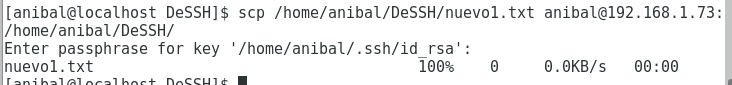 [anibal@localhost DeSSH]$ scp /home/anibal/DeSSH/nuevo1.txt anibal@192.168.1.73:
/home/anibal/DeSSH/
Enter passphrase for key '/home/anibal/.ssh/id_rsa':
nuevo1.txt 100% 0 0.0KB/s 00:00
[anibal@localhost DeSSH]$